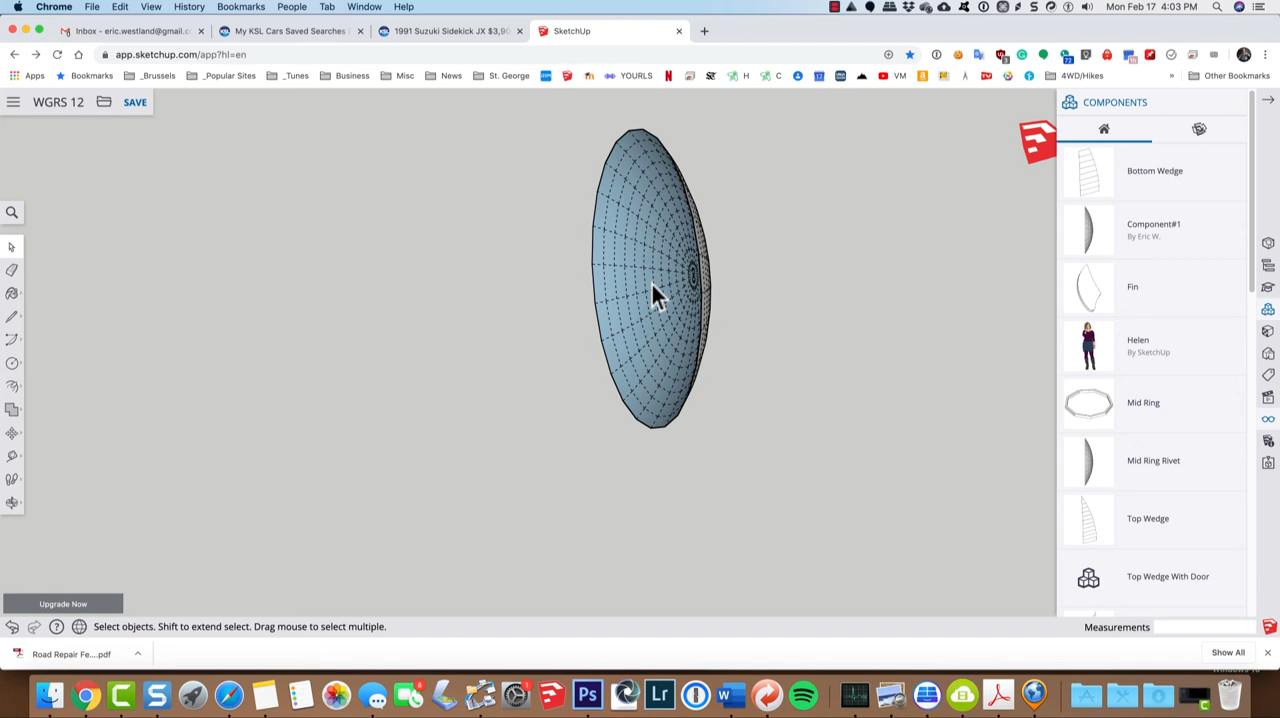 Chrome File Edit View History Bookmarks People Tab Window Help Mon Feb 17 4:03 PM
Inbox - eric.westland@gmail.c
My KSL Cars Saved Searches
1991 Suzuki Sidekick JX $3,90
SketchUp
app.sketchup.com/app?hl=en
Apps Bookmarks _Brussels _Popular Sites _Tunes Business Misc News St. George YOURLS H C VM 4WD/Hikes » Other Bookmarks
WGRS 12 SAVE
COMPONENTS
Bottom Wedge
Component#1
By Eric W.
Fin
Helen
By SketchUp
Mid Ring
Mid Ring Rivet
Top Wedge
Top Wedge With Door
Upgrade Now
Select objects. Shift to extend select. Drag mouse to select multiple.
Measurements
Road Repair Fe....pdf
Show All